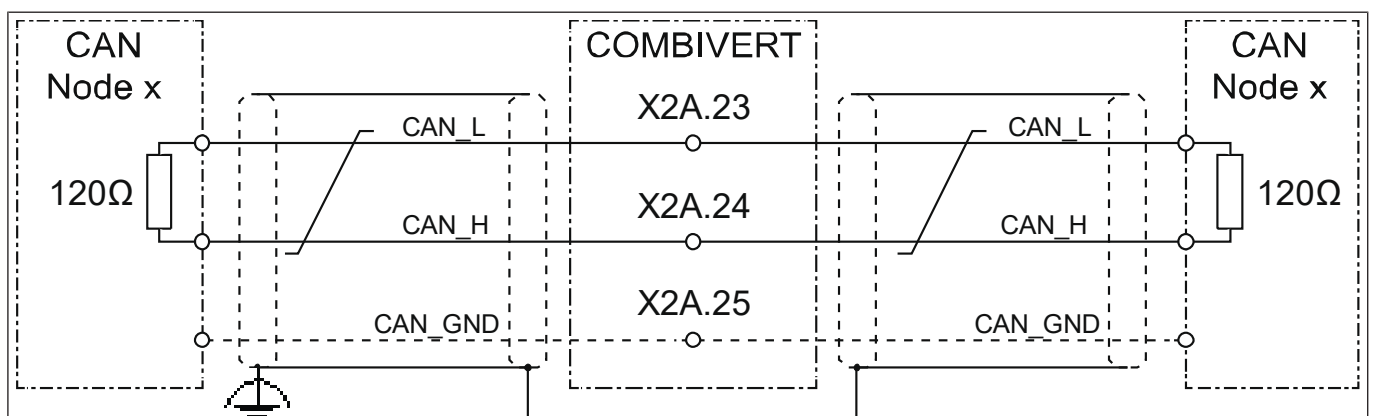 CAN
Node x
COMBIVERT
CAN
Node x
X2A.23
CAN_L
CAN_L
120Ω
X2A.24
120Ω
CAN_H
CAN_H
X2A.25
CAN_GND
CAN_GND